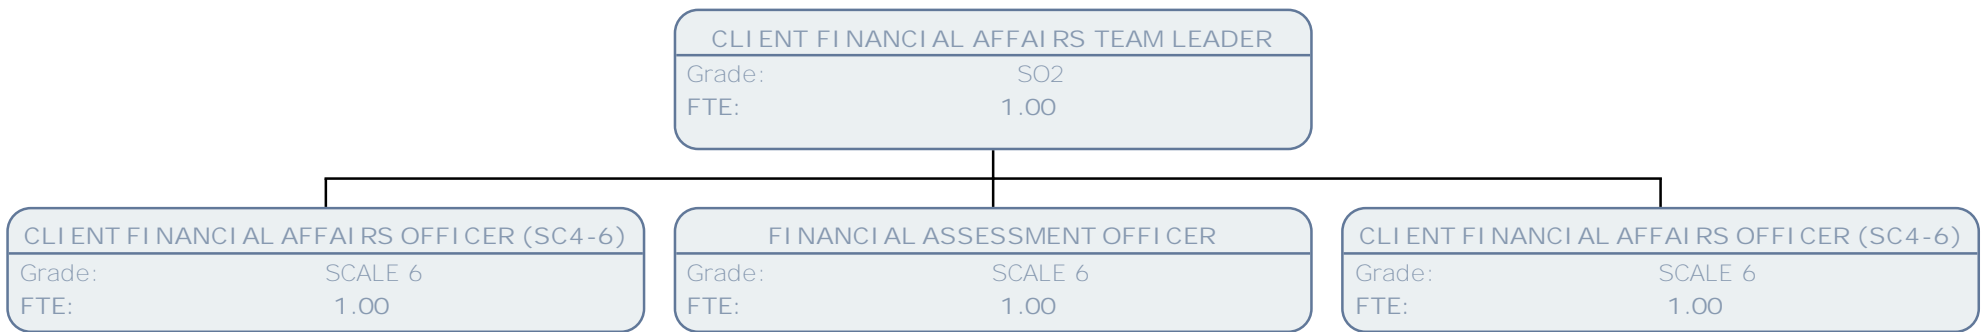 CLIENT FINANCIAL AFFAIRS TEAM LEADER
Grade: SO2
FTE: 1.00
CLIENT FINANCIAL AFFAIRS OFFICER (SC4-6)
Grade: SCALE 6
FTE: 1.00
FINANCIAL ASSESSMENT OFFICER
Grade: SCALE 6
FTE: 1.00
CLIENT FINANCIAL AFFAIRS OFFICER (SC4-6)
Grade: SCALE 6
FTE: 1.00